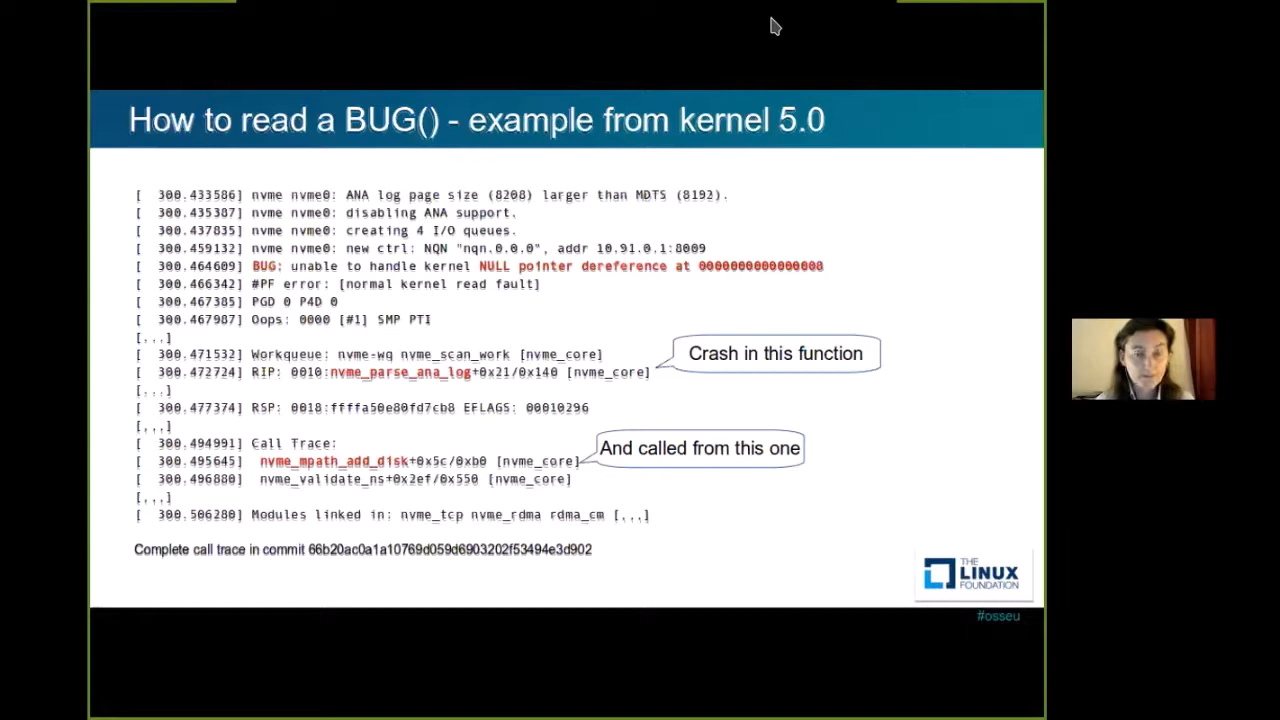 How to read a BUG() - example from kernel 5.0
[  300.433586] nvme nvme0: ANA log page size (8208) larger than MDTS (8192).
[  300.435387] nvme nvme0: disabling ANA support.
[  300.437835] nvme nvme0: creating 4 I/O queues.
[  300.459132] nvme nvme0: new ctrl: NQN "nqn.0.0.0", addr 10.91.0.1:8009
[  300.464609] BUG: unable to handle kernel NULL pointer dereference at 0000000000000008
[  300.466342] #PF error: [normal kernel read fault]
[  300.467385] PGD 0 P4D 0
[  300.467987] Oops: 0000 [#1] SMP PTI
[...]
[  300.471532] Workqueue: nvme-wq nvme_scan_work [nvme_core]
Crash in this function
[  300.472724] RIP: 0010:nvme_parse_ana_log+0x21/0x140 [nvme_core]
[...]
[  300.477374] RSP: 0018:ffffa50e80fd7cb8 EFLAGS: 00010296
[...]
[  300.494991] Call Trace:
And called from this one
[  300.495645]  nvme_mpath_add_disk+0x5c/0xb0 [nvme_core]
[  300.496880]  nvme_validate_ns+0x2ef/0x550 [nvme_core]
[...]
[  300.506280] Modules linked in: nvme_tcp nvme_rdma rdma_cm [...]
Complete call trace in commit 66b20ac0a1a10769d059d6903202f53494e3d902
THE
LINUX
FOUNDATION
#osseu